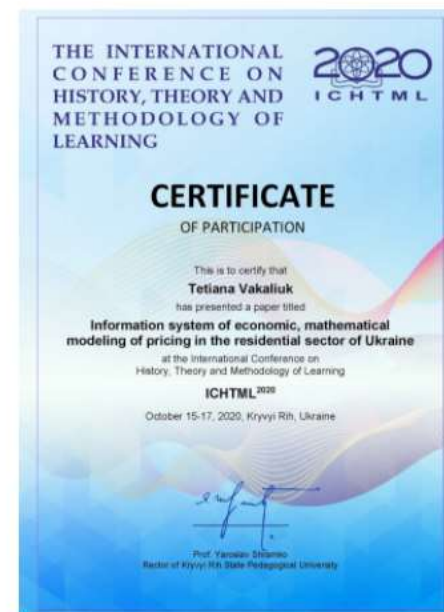 THE INTERNATIONAL
CONFERENCE ON
HISTORY, THEORY AND
METHODOLOGY OF
LEARNING
2020
ICHTML
CERTIFICATE
OF PARTICIPATION
This is to certify that
Tetiana Vakaliuk
has presented a paper titled
Information system of economic, mathematical
modeling of pricing in the residential sector of Ukraine
at the International Conference on
History, Theory and Methodology of Learning
ICHTML²⁰²⁰
October 15-17, 2020, Kryvyi Rih, Ukraine
Prof. Yaroslav Shramko
Rector of Kryvyi Rih State Pedagogical University